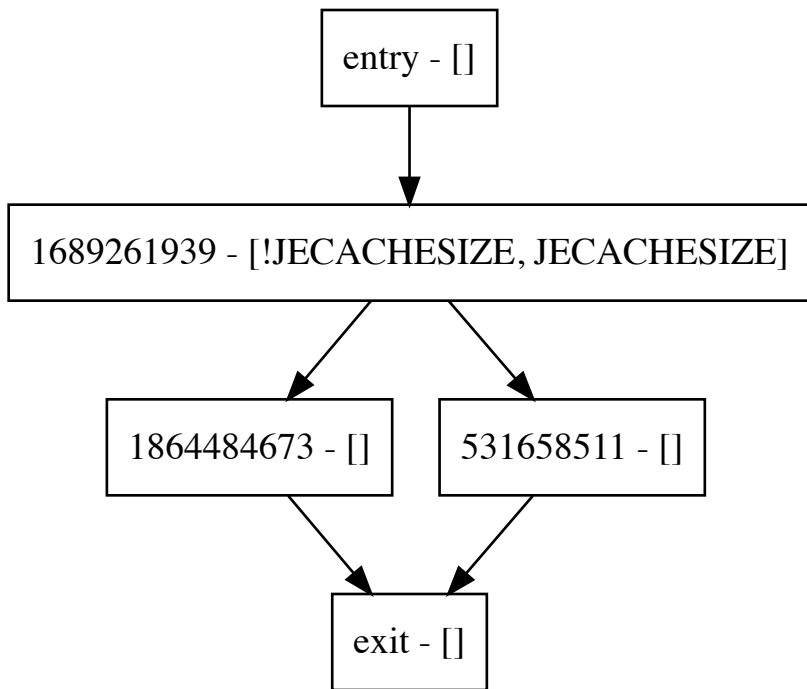 entry - []
1689261939 - [!JECACHESIZE, JECACHESIZE]
1864484673 - []
531658511 - []
exit - []